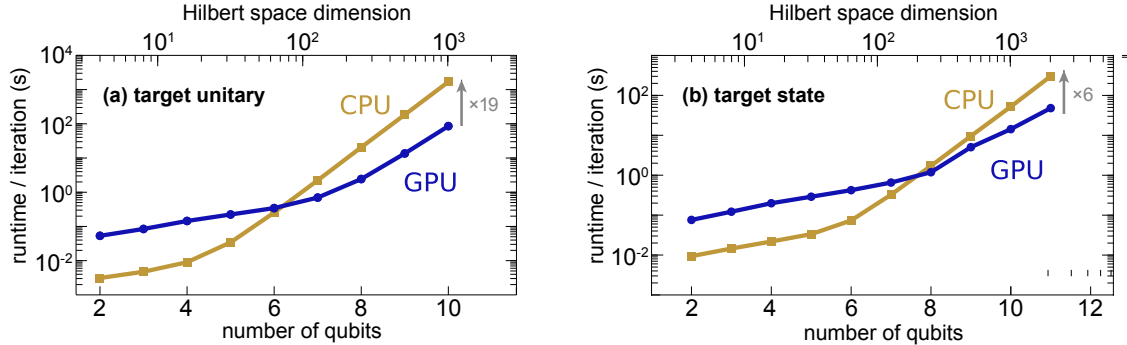 Hilbert space dimension
10¹ 10² 10³
runtime / iteration (s)
10⁴
10²
10⁰
10⁻²
(a) target unitary
CPU
GPU
×19
2 4 6 8 10
number of qubits
Hilbert space dimension
10¹ 10² 10³
runtime / iteration (s)
10²
10⁰
10⁻²
(b) target state
CPU
GPU
×6
2 4 6 8 10 12
number of qubits